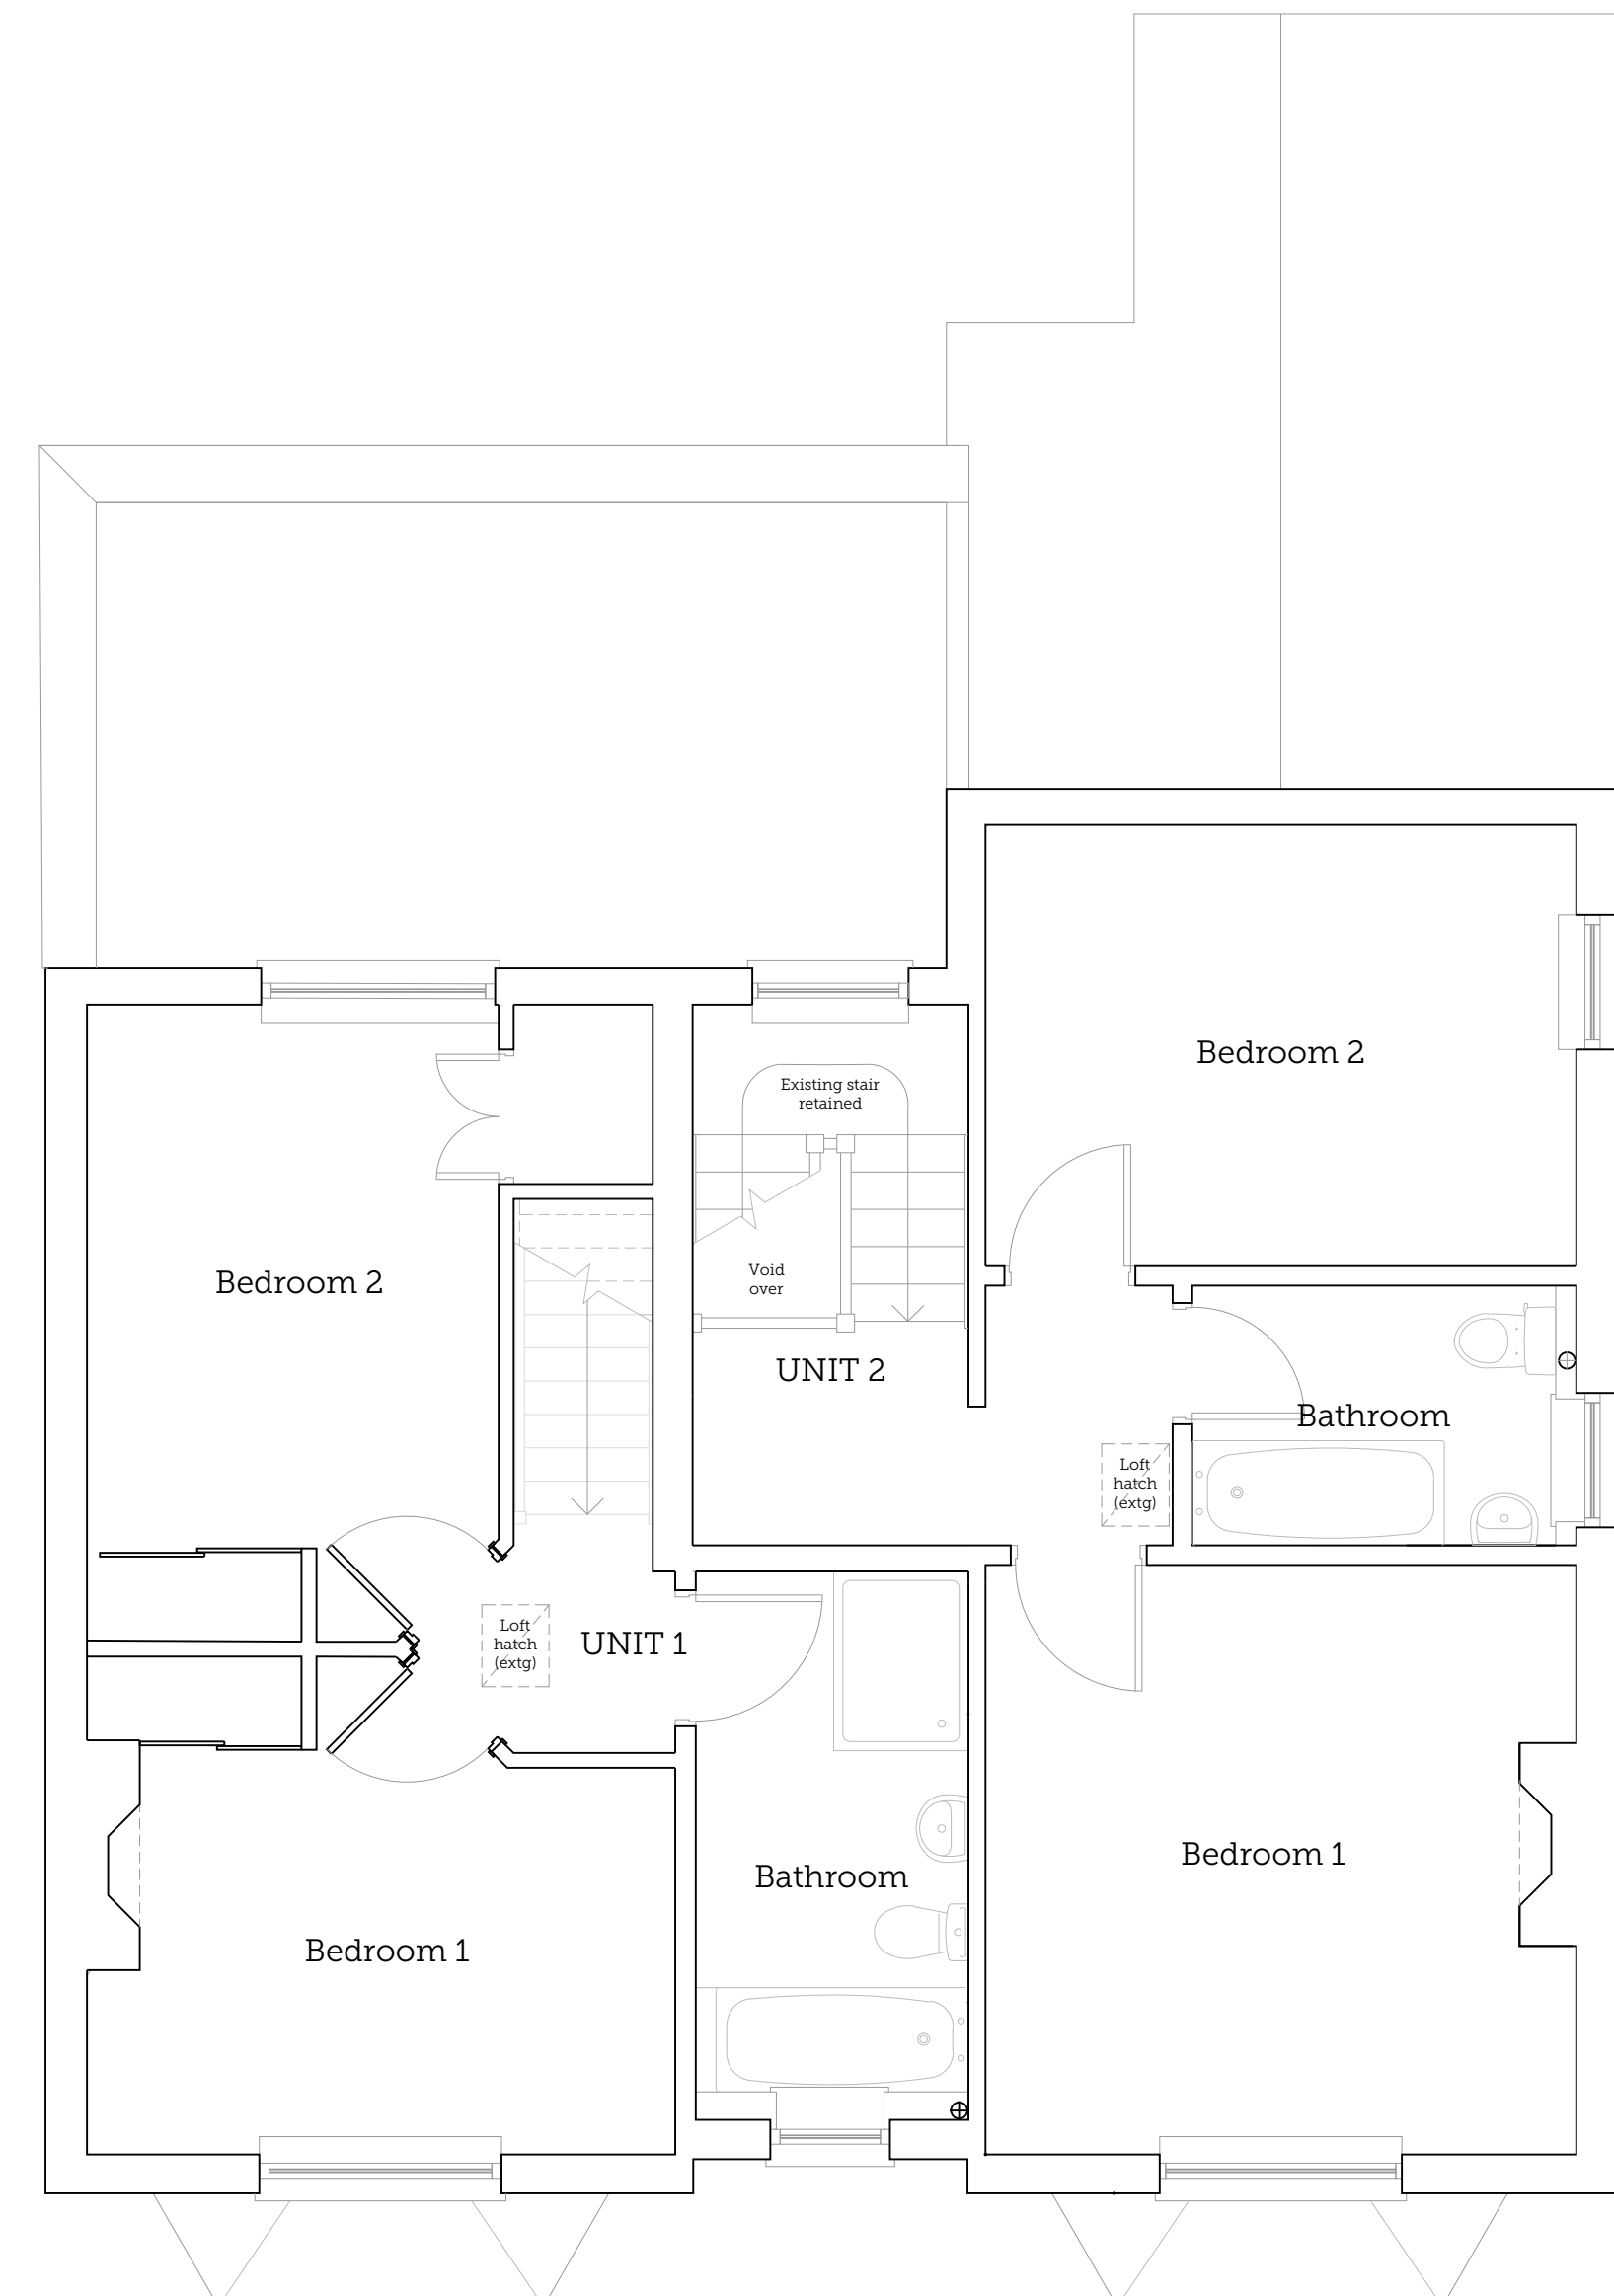 Bedroom 2
Existing stair
retained
Void
over
Bedroom 2
UNIT 2
Bathroom
Loft
hatch
(extg)
Loft
hatch
(extg)
UNIT 1
Bedroom 1
Bathroom
Bedroom 1